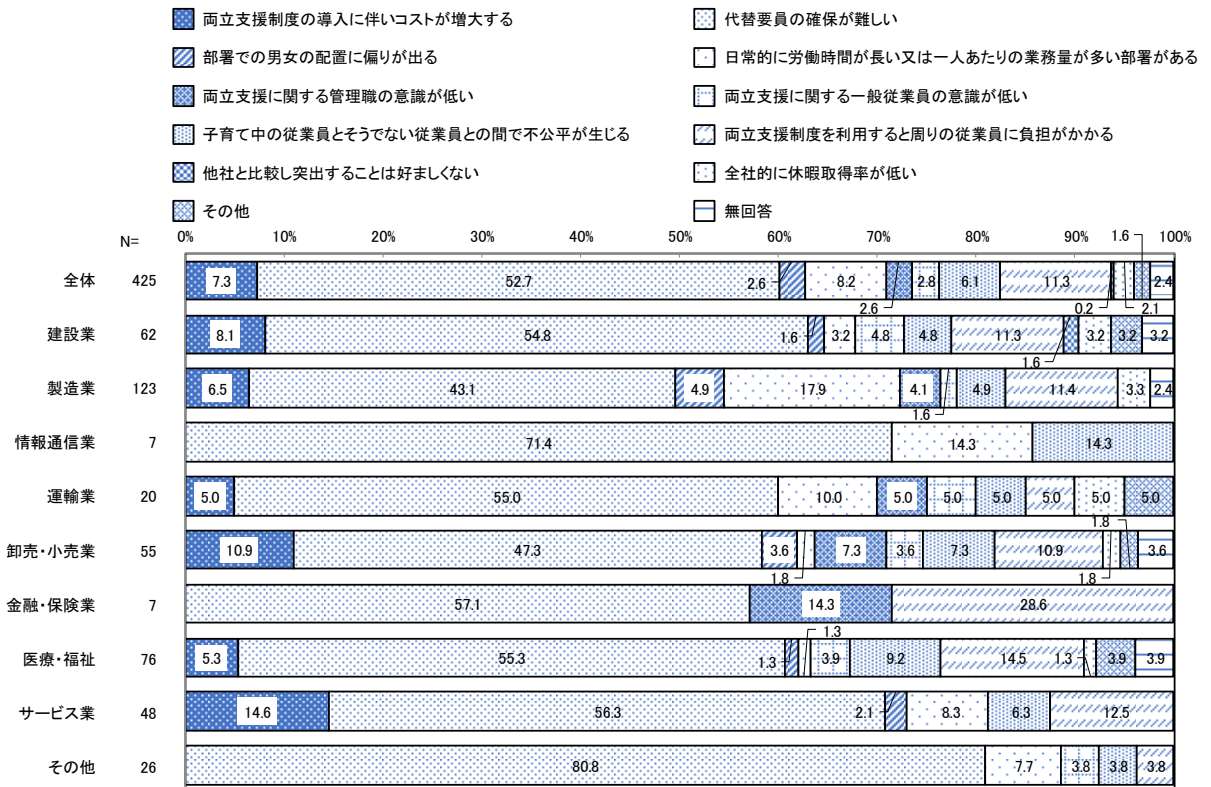 両立支援制度の導入に伴いコストが増大する 代替要員の確保が難しい
部署での男女の配置に偏りが出る 日常的に労働時間が長い又は一人あたりの業務量が多い部署がある
両立支援に関する管理職の意識が低い 両立支援に関する一般従業員の意識が低い
子育て中の従業員とそうでない従業員との間で不公平が生じる 両立支援制度を利用すると周りの従業員に負担がかかる
他社と比較し突出することは好ましくない 全社的に休暇取得率が低い
その他 無回答
N= 0% 10% 20% 30% 40% 50% 60% 70% 80% 90% 1.6 100%
全体 425 7.3 52.7 2.6 8.2 2.6 2.8 6.1 11.3 0.2 2.1 2.4
建設業 62 8.1 54.8 1.6 3.2 4.8 4.8 11.3 1.6 3.2 3.2 3.2
製造業 123 6.5 43.1 4.9 17.9 4.1 1.6 4.9 11.4 3.3 2.4
情報通信業 7 71.4 14.3 14.3
運輸業 20 5.0 55.0 10.0 5.0 5.0 5.0 5.0 5.0 5.0
卸売・小売業 55 10.9 47.3 3.6 1.8 7.3 3.6 7.3 10.9 1.8 1.8 3.6
金融・保険業 7 57.1 14.3 28.6
医療・福祉 76 5.3 55.3 1.3 1.3 3.9 9.2 14.5 1.3 3.9 3.9
サービス業 48 14.6 56.3 2.1 8.3 6.3 12.5
その他 26 80.8 7.7 3.8 3.8 3.8